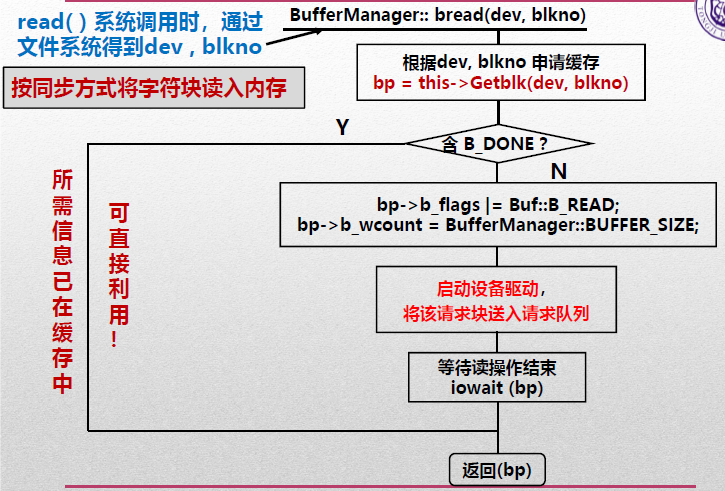 read( ) 系统调用时，通过
文件系统得到dev , blkno
BufferManager:: bread(dev, blkno)
按同步方式将字符块读入内存
根据dev, blkno 申请缓存
bp = this->Getblk(dev, blkno)
含 B_DONE ?
Y
N
所需信息已在缓存中
可直接利用！
bp->b_flags |= Buf::B_READ;
bp->b_wcount = BufferManager::BUFFER_SIZE;
启动设备驱动，
将该请求块送入请求队列
等待读操作结束
iowait (bp)
返回(bp)